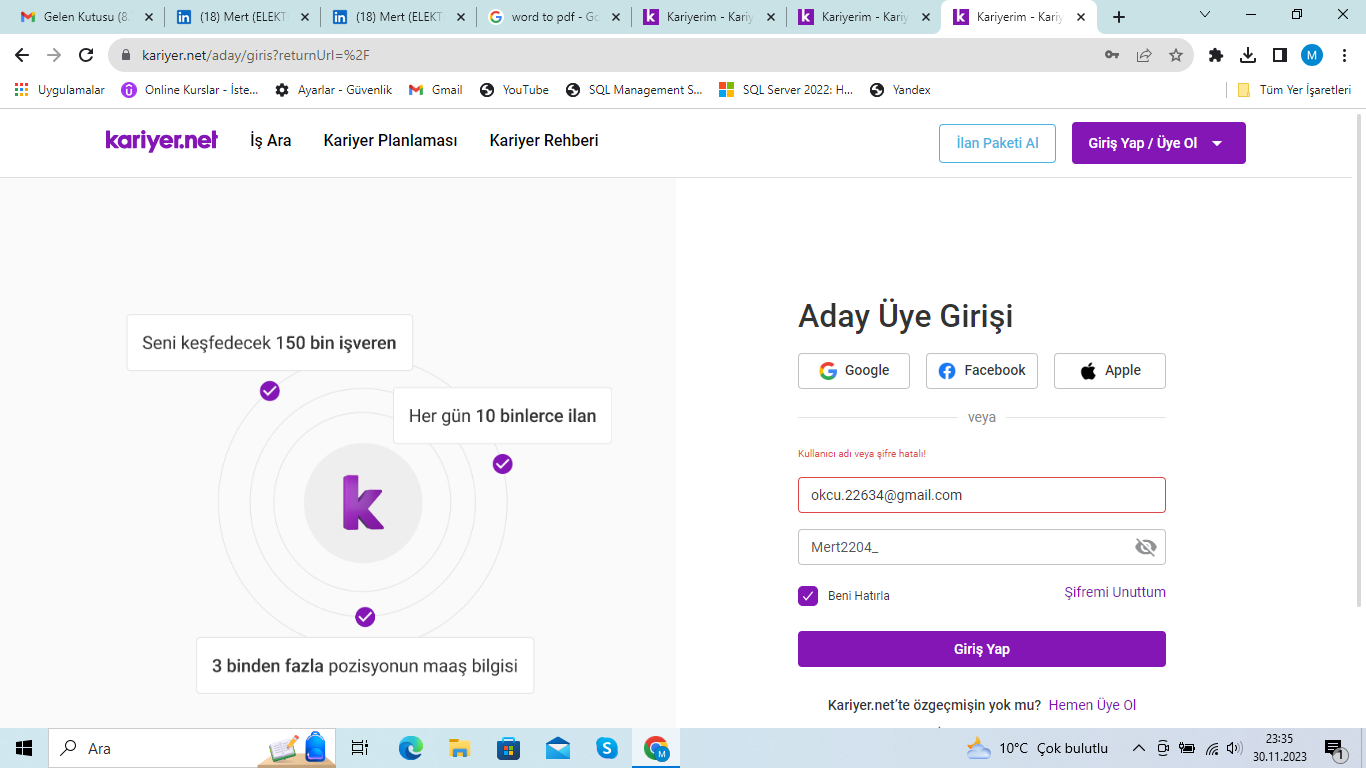 Gelen Kutusu (8.
(18) Mert (ELEKT
(18) Mert (ELEKT
word to pdf - Go
Kariyerim - Kariy
Kariyerim - Kariy
Kariyerim - Kariy
kariyer.net/aday/giris?returnUrl=%2F
M
Uygulamalar
Online Kurslar - İste...
Ayarlar - Güvenlik
Gmail
YouTube
SQL Management S...
SQL Server 2022: H...
Yandex
Tüm Yer İşaretleri
kariyer.net
İş Ara
Kariyer Planlaması
Kariyer Rehberi
İlan Paketi Al
Giriş Yap / Üye Ol
Seni keşfedecek 150 bin işveren
Her gün 10 binlerce ilan
k
3 binden fazla pozisyonun maaş bilgisi
Aday Üye Girişi
Google
Facebook
Apple
veya
Kullanıcı adı veya şifre hatalı!
okcu.22634@gmail.com
Mert2204_
Beni Hatırla
Şifremi Unuttum
Giriş Yap
Kariyer.net'te özgeçmişin yok mu? Hemen Üye Ol
Ara
10°C Çok bulutlu
23:35
30.11.2023
1